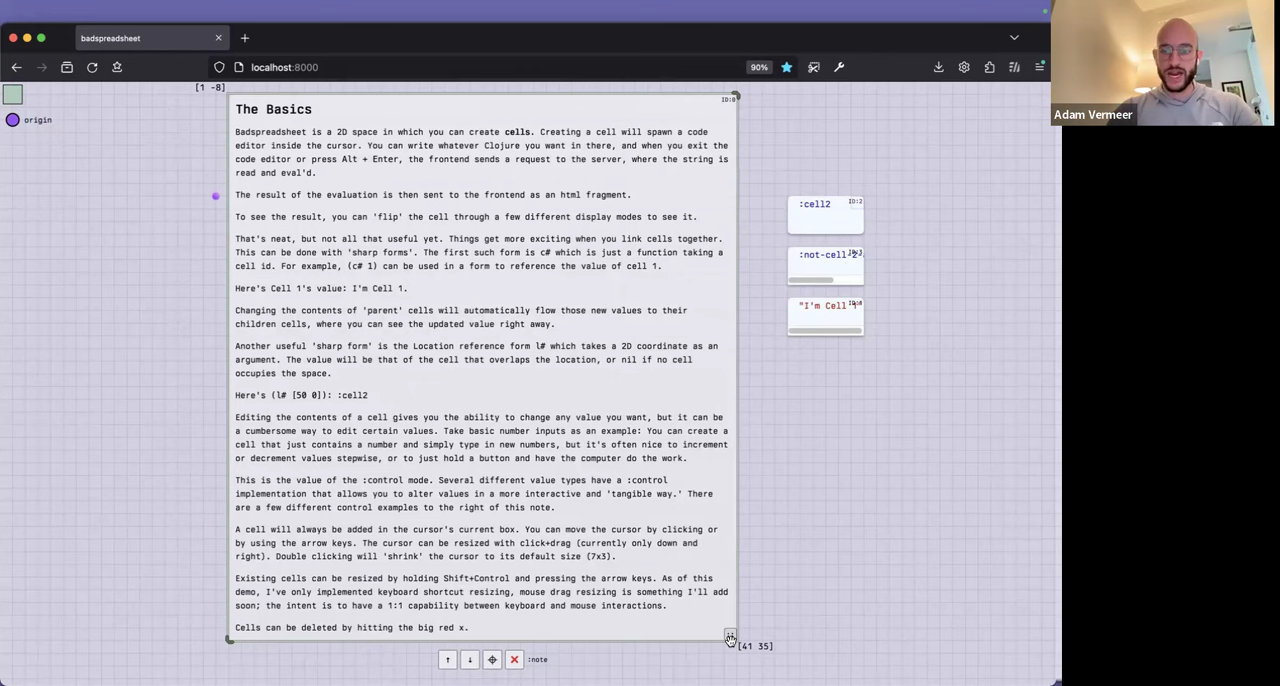 badspreadsheet
localhost:8000
90%
Adam Vermeer
[1 -8]
origin
ID:0
The Basics
Badspreadsheet is a 2D space in which you can create cells. Creating a cell will spawn a code
editor inside the cursor. You can write whatever Clojure you want in there, and when you exit the
code editor or press Alt + Enter, the frontend sends a request to the server, where the string is
read and eval'd.
The result of the evaluation is then sent to the frontend as an html fragment.
To see the result, you can 'flip' the cell through a few different display modes to see it.
That's neat, but not all that useful yet. Things get more exciting when you link cells together.
This can be done with 'sharp forms'. The first such form is c# which is just a function taking a
cell id. For example, (c# 1) can be used in a form to reference the value of cell 1.
Here's Cell 1's value: I'm Cell 1.
Changing the contents of 'parent' cells will automatically flow those new values to their
children cells, where you can see the updated value right away.
Another useful 'sharp form' is the Location reference form l# which takes a 2D coordinate as an
argument. The value will be that of the cell that overlaps the location, or nil if no cell
occupies the space.
Here's (l# [50 0]): :cell2
Editing the contents of a cell gives you the ability to change any value you want, but it can be
a cumbersome way to edit certain values. Take basic number inputs as an example: You can create a
cell that just contains a number and simply type in new numbers, but it's often nice to increment
or decrement values stepwise, or to just hold a button and have the computer do the work.
This is the value of the :control mode. Several different value types have a :control
implementation that allows you to alter values in a more interactive and 'tangible way.' There
are a few different control examples to the right of this note.
A cell will always be added in the cursor's current box. You can move the cursor by clicking or
by using the arrow keys. The cursor can be resized with click+drag (currently only down and
right). Double clicking will 'shrink' the cursor to its default size (7x3).
Existing cells can be resized by holding Shift+Control and pressing the arrow keys. As of this
demo, I've only implemented keyboard shortcut resizing, mouse drag resizing is something I'll add
soon; the intent is to have a 1:1 capability between keyboard and mouse interactions.
Cells can be deleted by hitting the big red x.
[41 35]
:note
:cell2
ID:2
:not-cell-2
"I'm Cell